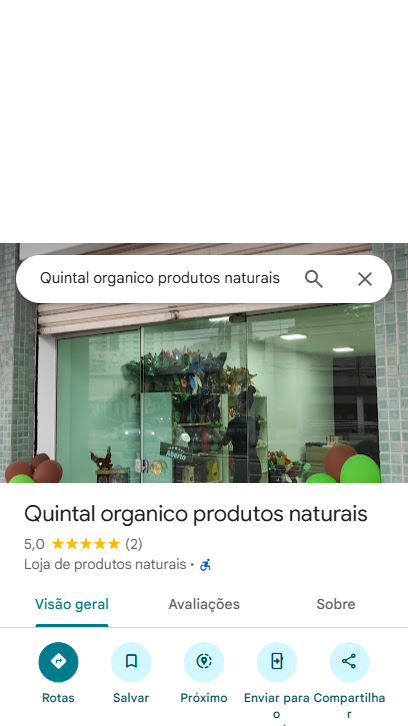 Quintal organico produtos naturais
Aberto
Quintal organico produtos naturais
5,0 (2)
Loja de produtos naturais ·
Visão geral Avaliações Sobre
Rotas Salvar Próximo Enviar para o Compartilhar